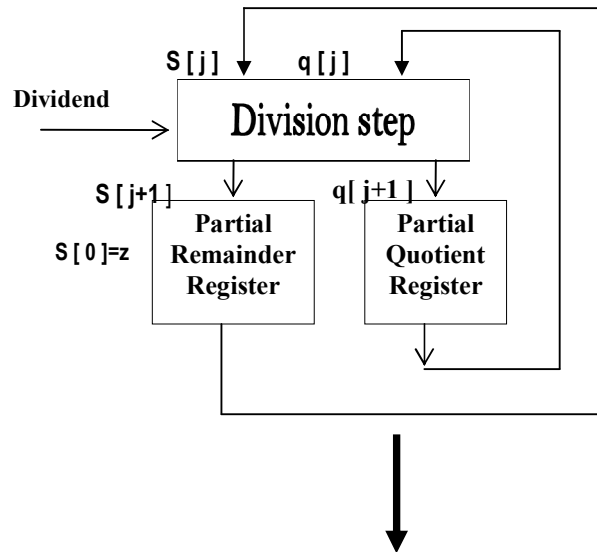 S [ j ]
q [ j ]
Dividend
Division step
S [ j+1 ]
q[ j+1 ]
S [ 0 ]=z
Partial
Remainder
Register
Partial
Quotient
Register